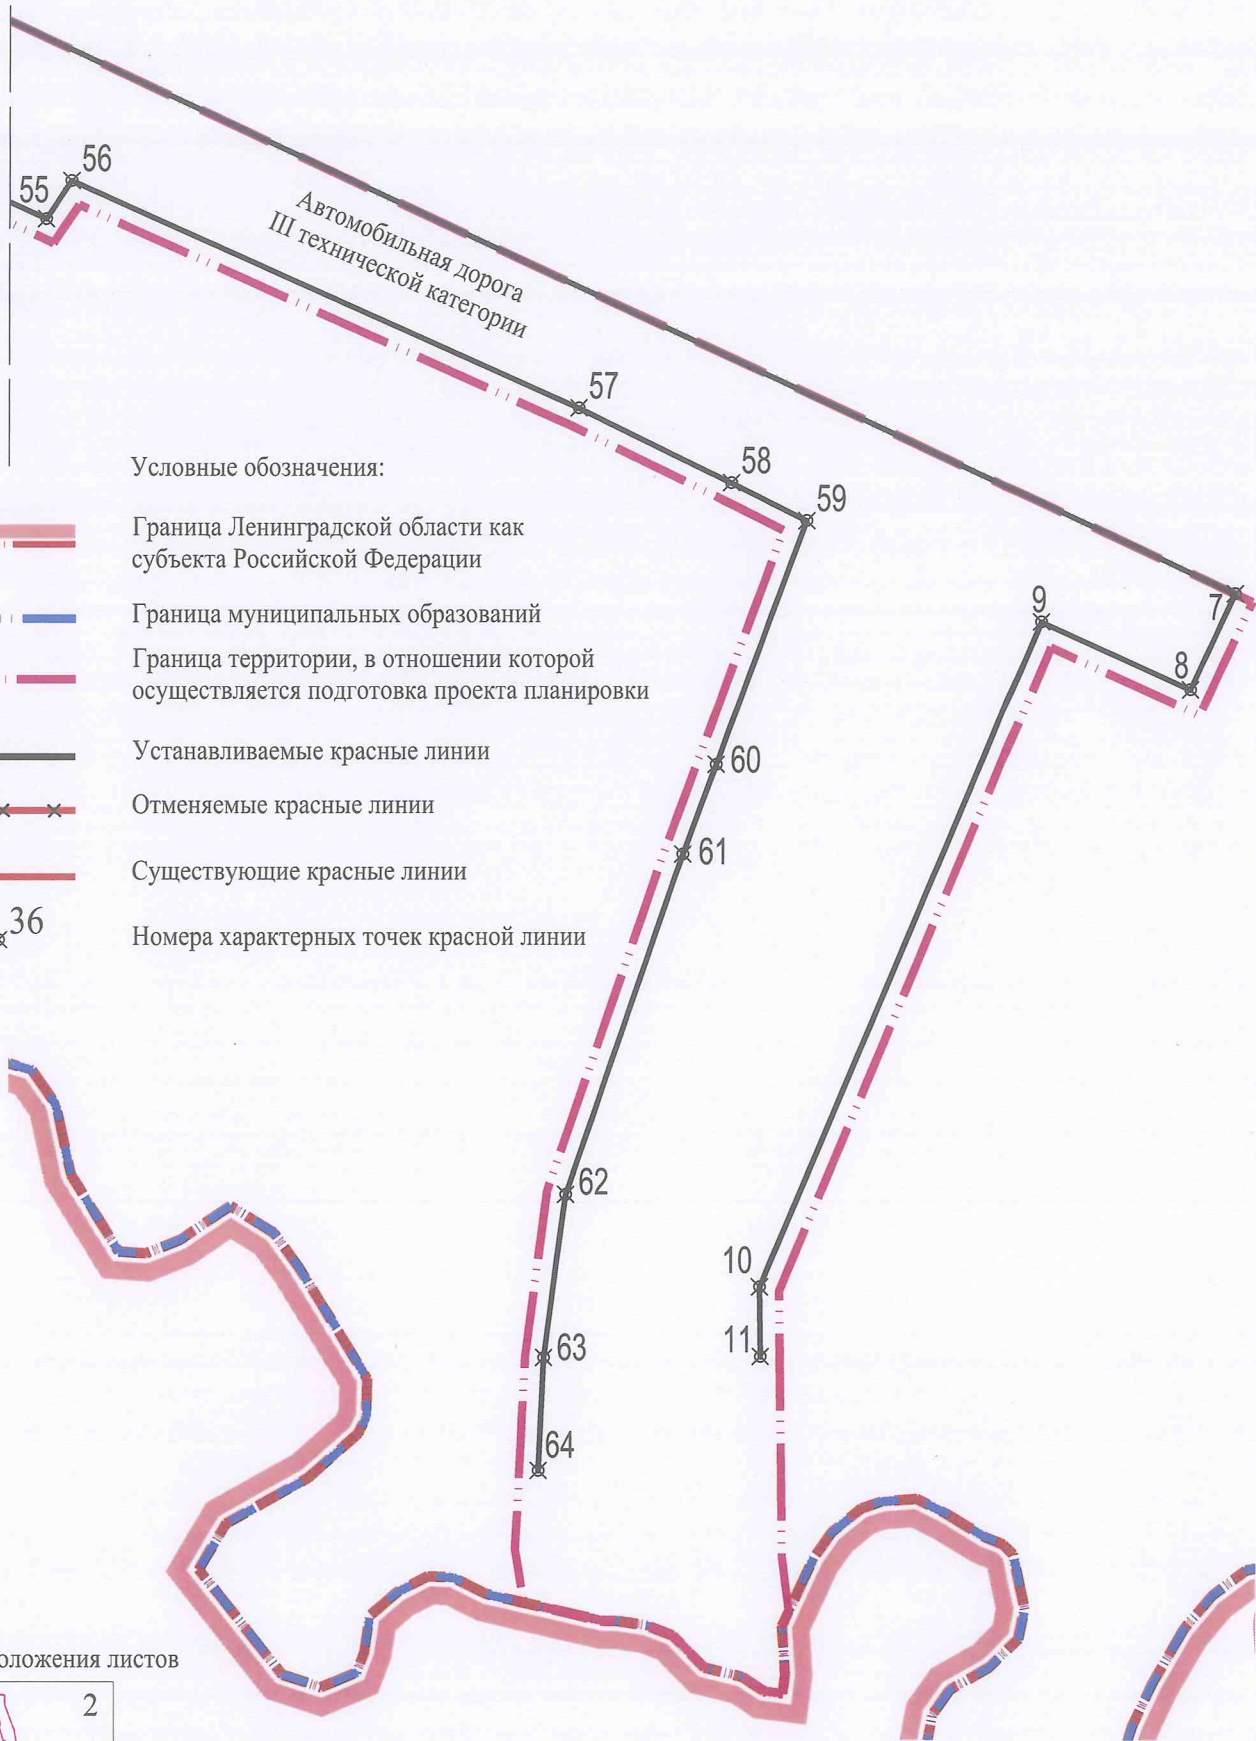 56
55
Автомобильная дорога
III технической категории
57
58
59
7
9
8
Условные обозначения:
Граница Ленинградской области как
субъекта Российской Федерации
Граница муниципальных образований
Граница территории, в отношении которой
осуществляется подготовка проекта планировки
Устанавливаемые красные линии
Отменяемые красные линии
Существующие красные линии
36
Номера характерных точек красной линии
60
61
62
10
11
63
64
листов
2